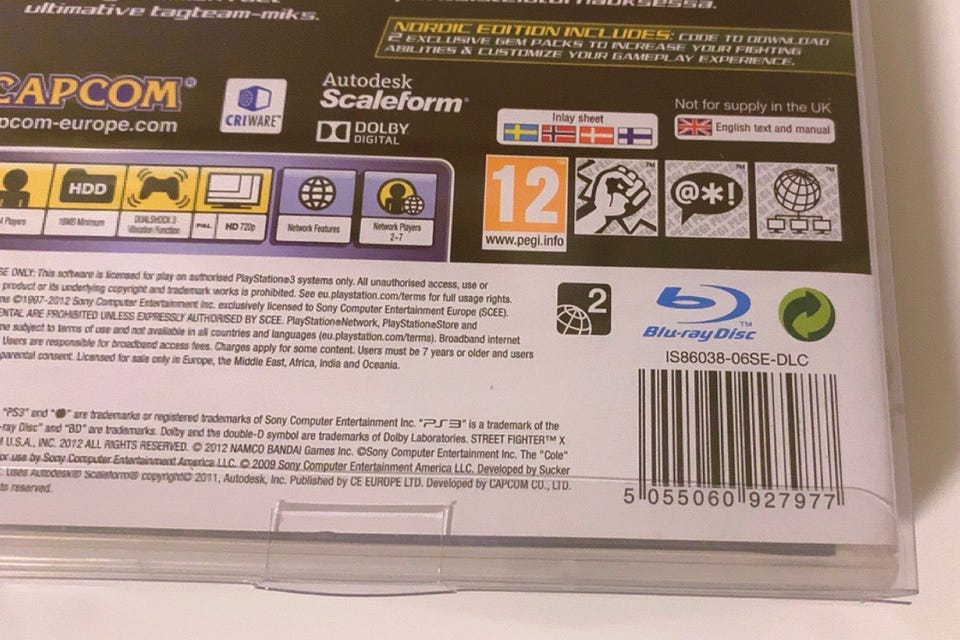 ultimative tagteam-miks.
NORDIC EDITION INCLUDES: CODE TO DOWNLOAD
2 EXCLUSIVE GEM PACKS TO INCREASE YOUR FIGHTING
ABILITIES & CUSTOMIZE YOUR GAMEPLAY EXPERIENCE.
CAPCOM®
pcom-europe.com
CRIWARE™
Autodesk
Scaleform®
DOLBY
DIGITAL
Inlay sheet
Not for supply in the UK
English text and manual
Players
HDD
16MB Minimum
DUALSHOCK 3
Vibration Function
PAL
HD 720p
Network Features
Network Players
2-7
12
www.pegi.info
@*!
SE ONLY: This software is licensed for play on authorised PlayStation®3 systems only. All unauthorised access, use or
product or its underlying copyright and trademark works is prohibited. See eu.playstation.com/terms for full usage rights.
ms ©1997-2012 Sony Computer Entertainment Inc. exclusively licensed to Sony Computer Entertainment Europe (SCEE).
ENTAL ARE PROHIBITED UNLESS EXPRESSLY AUTHORISED BY SCEE. PlayStation®Network, PlayStation®Store and
me subject to terms of use and not available in all countries and languages (eu.playstation.com/terms). Broadband internet
Users are responsible for broadband access fees. Charges apply for some content. Users must be 7 years or older and users
parental consent. Licensed for sale only in Europe, the Middle East, Africa, India and Oceania.
2
Blu-ray Disc™
IS86038-06SE-DLC
"PS3" and " " are trademarks or registered trademarks of Sony Computer Entertainment Inc. "PS3" is a trademark of the
-ray Disc" and "BD" are trademarks. Dolby and the double-D symbol are trademarks of Dolby Laboratories. STREET FIGHTER™ X
U.S.A., INC. 2012 ALL RIGHTS RESERVED. © 2012 NAMCO BANDAI Games Inc. ©Sony Computer Entertainment Inc. The "Cole"
or use by Sony Computer Entertainment America LLC. © 2009 Sony Computer Entertainment America LLC. Developed by Sucker
Uses Autodesk® Scaleform® copyright© 2011, Autodesk, Inc. Published by CE EUROPE LTD. Developed by CAPCOM CO., LTD.
ts reserved.
5 055060 927977